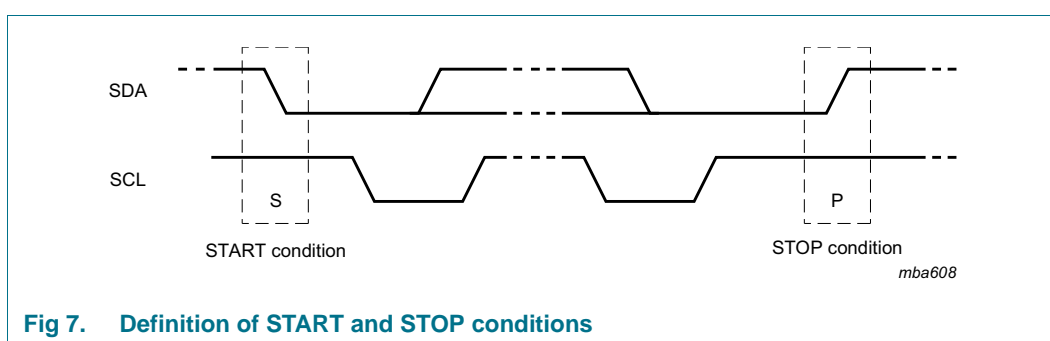 SDA
SCL
S
P
START condition
STOP condition
mba608
Fig 7. Definition of START and STOP conditions